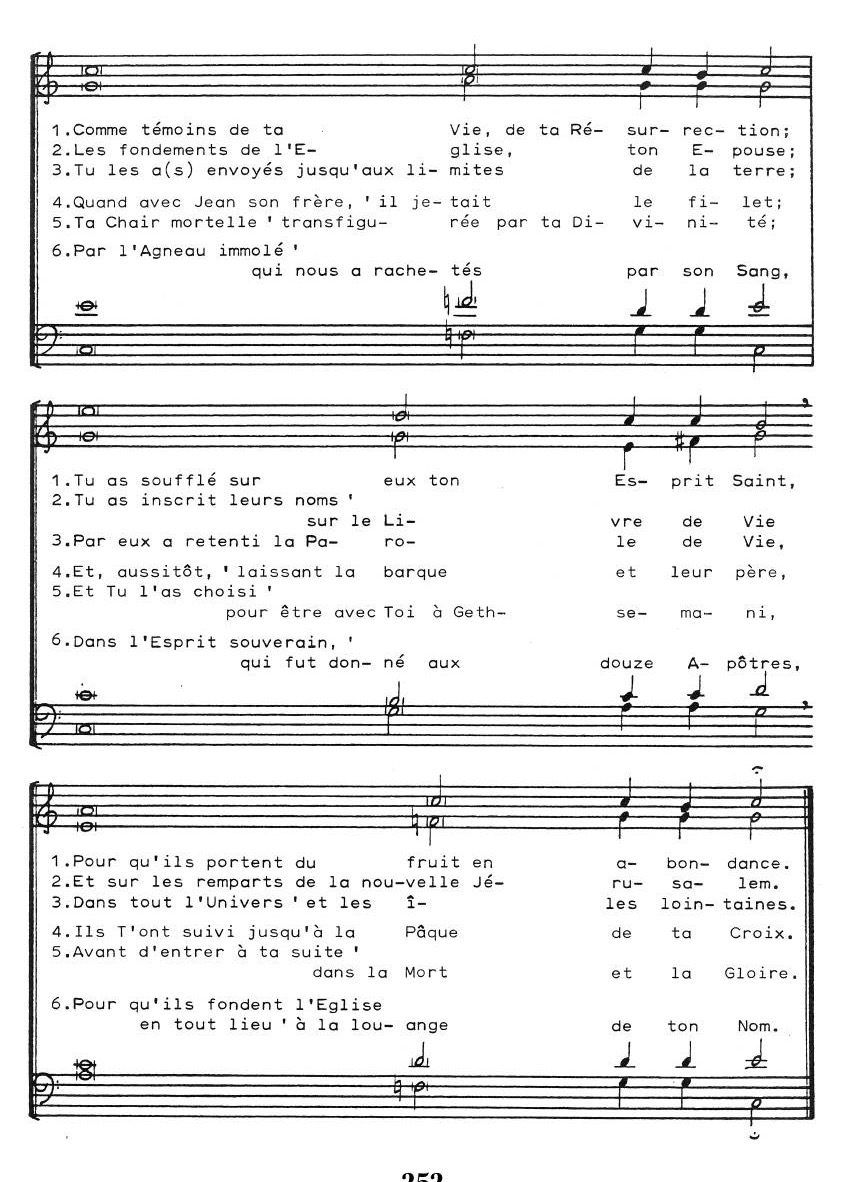 1.Comme témoins de ta Vie, de ta Ré- sur- rec- tion;
2.Les fondements de l'E- glise, ton E- pouse;
3.Tu les a(s) envoyés jusqu'aux li- mites de la terre;
4.Quand avec Jean son frère, ' il je- tait le fi- let;
5.Ta Chair mortelle ' transfigu- rée par ta Di- vi- ni- té;
6.Par l'Agneau immolé '
qui nous a rache- tés par son Sang,
1.Tu as soufflé sur eux ton Es- prit Saint,
2.Tu as inscrit leurs noms '
sur le Li- vre de Vie
3.Par eux a retenti la Pa- ro- le de Vie,
4.Et, aussitôt, ' laissant la barque et leur père,
5.Et Tu l'as choisi '
pour être avec Toi à Geth- se- ma- ni,
6.Dans l'Esprit souverain, '
qui fut don- né aux douze A- pôtres,
1.Pour qu'ils portent du fruit en a- bon- dance.
2.Et sur les remparts de la nou-velle Jé- ru- sa- lem.
3.Dans tout l'Univers ' et les î- les loin- taines.
4.Ils T'ont suivi jusqu'à la Pâque de ta Croix.
5.Avant d'entrer à ta suite '
dans la Mort et la Gloire.
6.Pour qu'ils fondent l'Eglise
en tout lieu ' à la lou- ange de ton Nom.